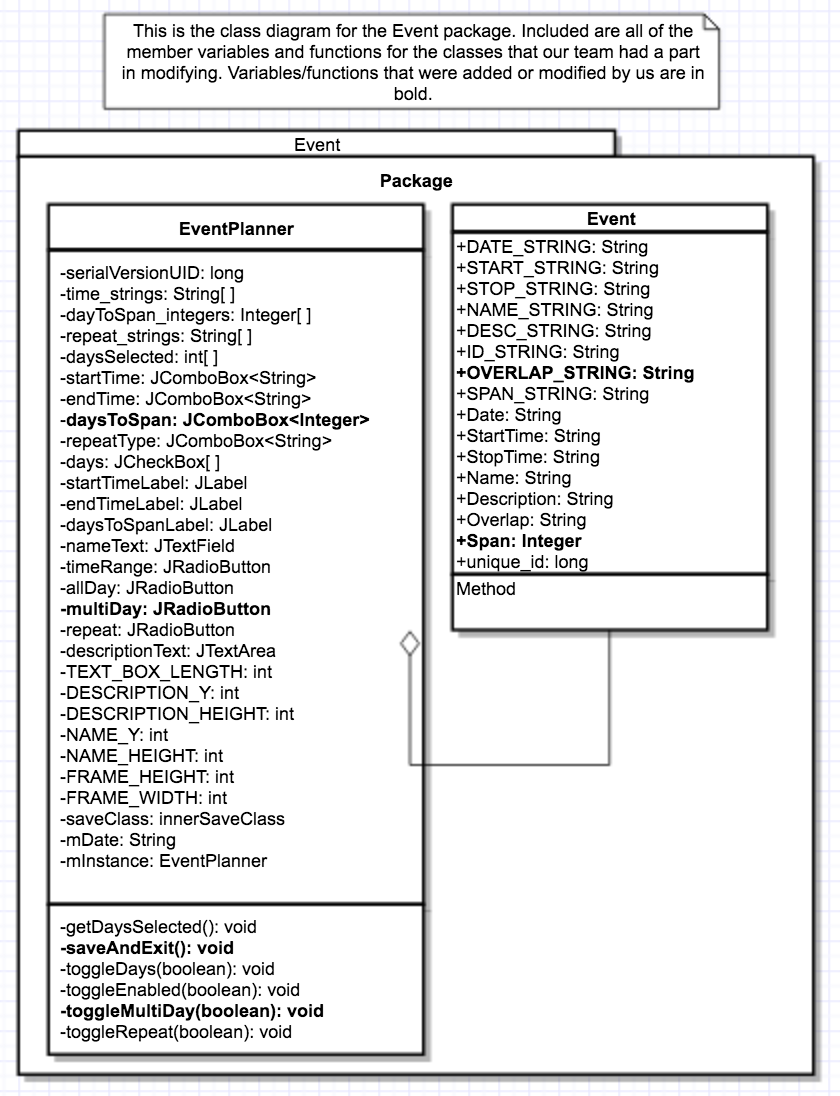 This is the class diagram for the Event package. Included are all of the
member variables and functions for the classes that our team had a part
in modifying. Variables/functions that were added or modified by us are in
bold.
Event
Package
EventPlanner
-serialVersionUID: long
-time_strings: String[ ]
-dayToSpan_integers: Integer[ ]
-repeat_strings: String[ ]
-daysSelected: int[ ]
-startTime: JComboBox<String>
-endTime: JComboBox<String>
-daysToSpan: JComboBox<Integer>
-repeatType: JComboBox<String>
-days: JCheckBox[ ]
-startTimeLabel: JLabel
-endTimeLabel: JLabel
-daysToSpanLabel: JLabel
-nameText: JTextField
-timeRange: JRadioButton
-allDay: JRadioButton
-multiDay: JRadioButton
-repeat: JRadioButton
-descriptionText: JTextArea
-TEXT_BOX_LENGTH: int
-DESCRIPTION_Y: int
-DESCRIPTION_HEIGHT: int
-NAME_Y: int
-NAME_HEIGHT: int
-FRAME_HEIGHT: int
-FRAME_WIDTH: int
-saveClass: innerSaveClass
-mDate: String
-mInstance: EventPlanner
-getDaysSelected(): void
-saveAndExit(): void
-toggleDays(boolean): void
-toggleEnabled(boolean): void
-toggleMultiDay(boolean): void
-toggleRepeat(boolean): void
Event
+DATE_STRING: String
+START_STRING: String
+STOP_STRING: String
+NAME_STRING: String
+DESC_STRING: String
+ID_STRING: String
+OVERLAP_STRING: String
+SPAN_STRING: String
+Date: String
+StartTime: String
+StopTime: String
+Name: String
+Description: String
+Overlap: String
+Span: Integer
+unique_id: long
Method